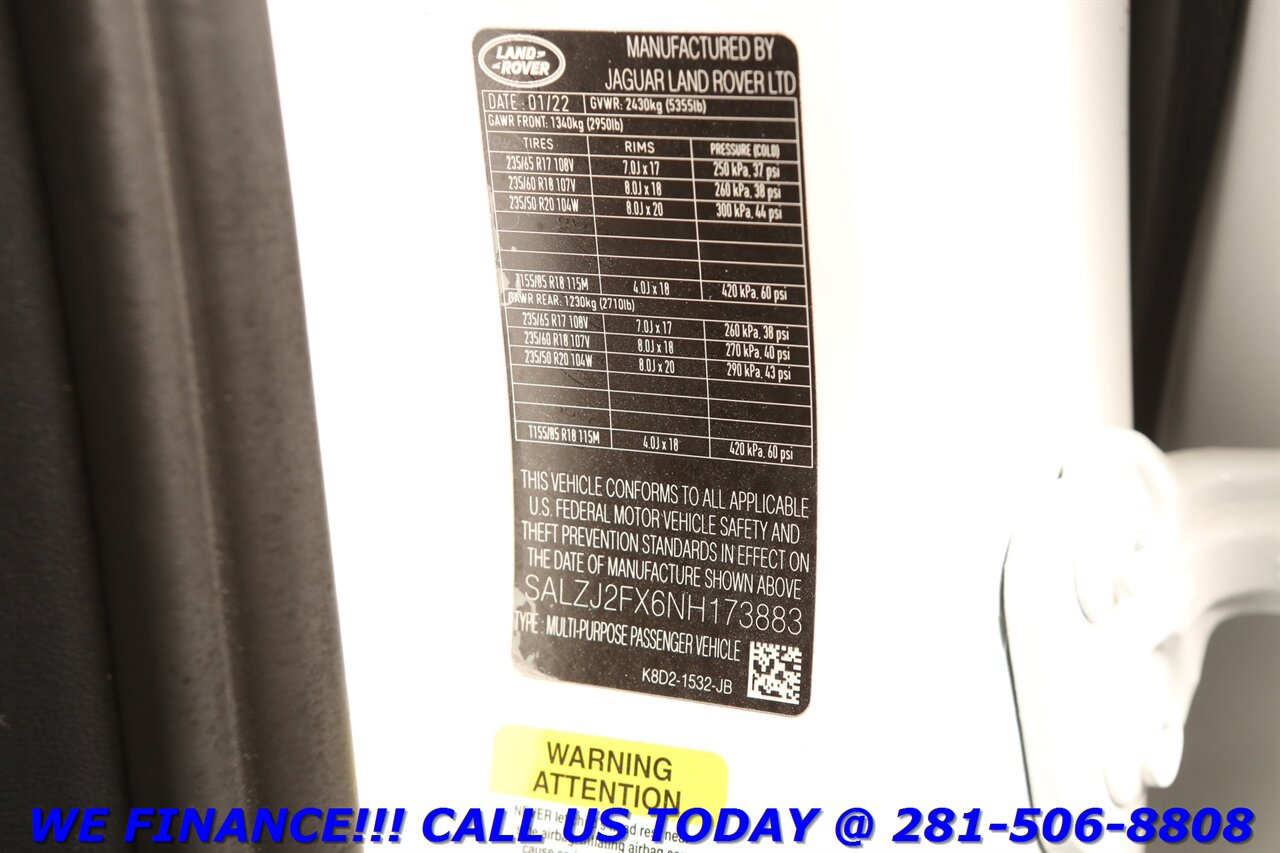 LAND ROVER
MANUFACTURED BY
JAGUAR LAND ROVER LTD
DATE : 01/22 GVWR: 2430kg (5355lb)
GAWR FRONT: 1340kg (2950lb)
TIRES RIMS PRESSURE (COLD)
235/65 R17 108V 7.0J x 17 250 kPa, 37 psi
235/60 R18 107V 8.0J x 18 260 kPa, 38 psi
235/50 R20 104W 8.0J x 20 300 kPa, 44 psi
T155/85 R18 115M 4.0J x 18 420 kPa, 60 psi
GAWR REAR: 1230kg (2710lb)
235/65 R17 108V 7.0J x 17 260 kPa, 38 psi
235/60 R18 107V 8.0J x 18 270 kPa, 40 psi
235/50 R20 104W 8.0J x 20 290 kPa, 43 psi
T155/85 R18 115M 4.0J x 18 420 kPa, 60 psi
THIS VEHICLE CONFORMS TO ALL APPLICABLE
U.S. FEDERAL MOTOR VEHICLE SAFETY AND
THEFT PREVENTION STANDARDS IN EFFECT ON
THE DATE OF MANUFACTURE SHOWN ABOVE
SALZJ2FX6NH173883
TYPE : MULTI-PURPOSE PASSENGER VEHICLE
K8D2-1532-JB
WARNING
ATTENTION
NEVER
WE FINANCE!!! CALL US TODAY @ 281-506-8808
airbag
cause